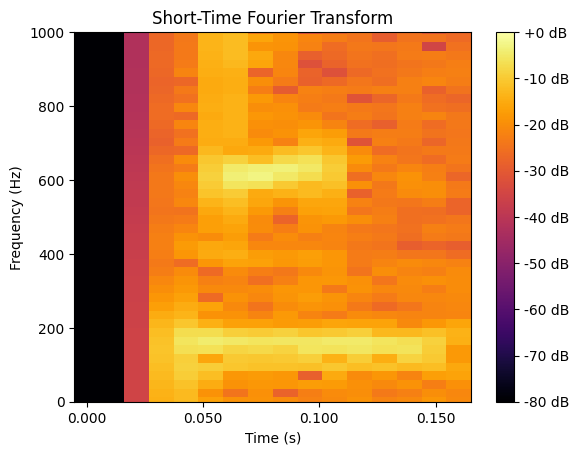 Short-Time Fourier Transform
1000
800
600
400
200
0
Frequency (Hz)
0.000
0.050
0.100
0.150
Time (s)
+0 dB
-10 dB
-20 dB
-30 dB
-40 dB
-50 dB
-60 dB
-70 dB
-80 dB